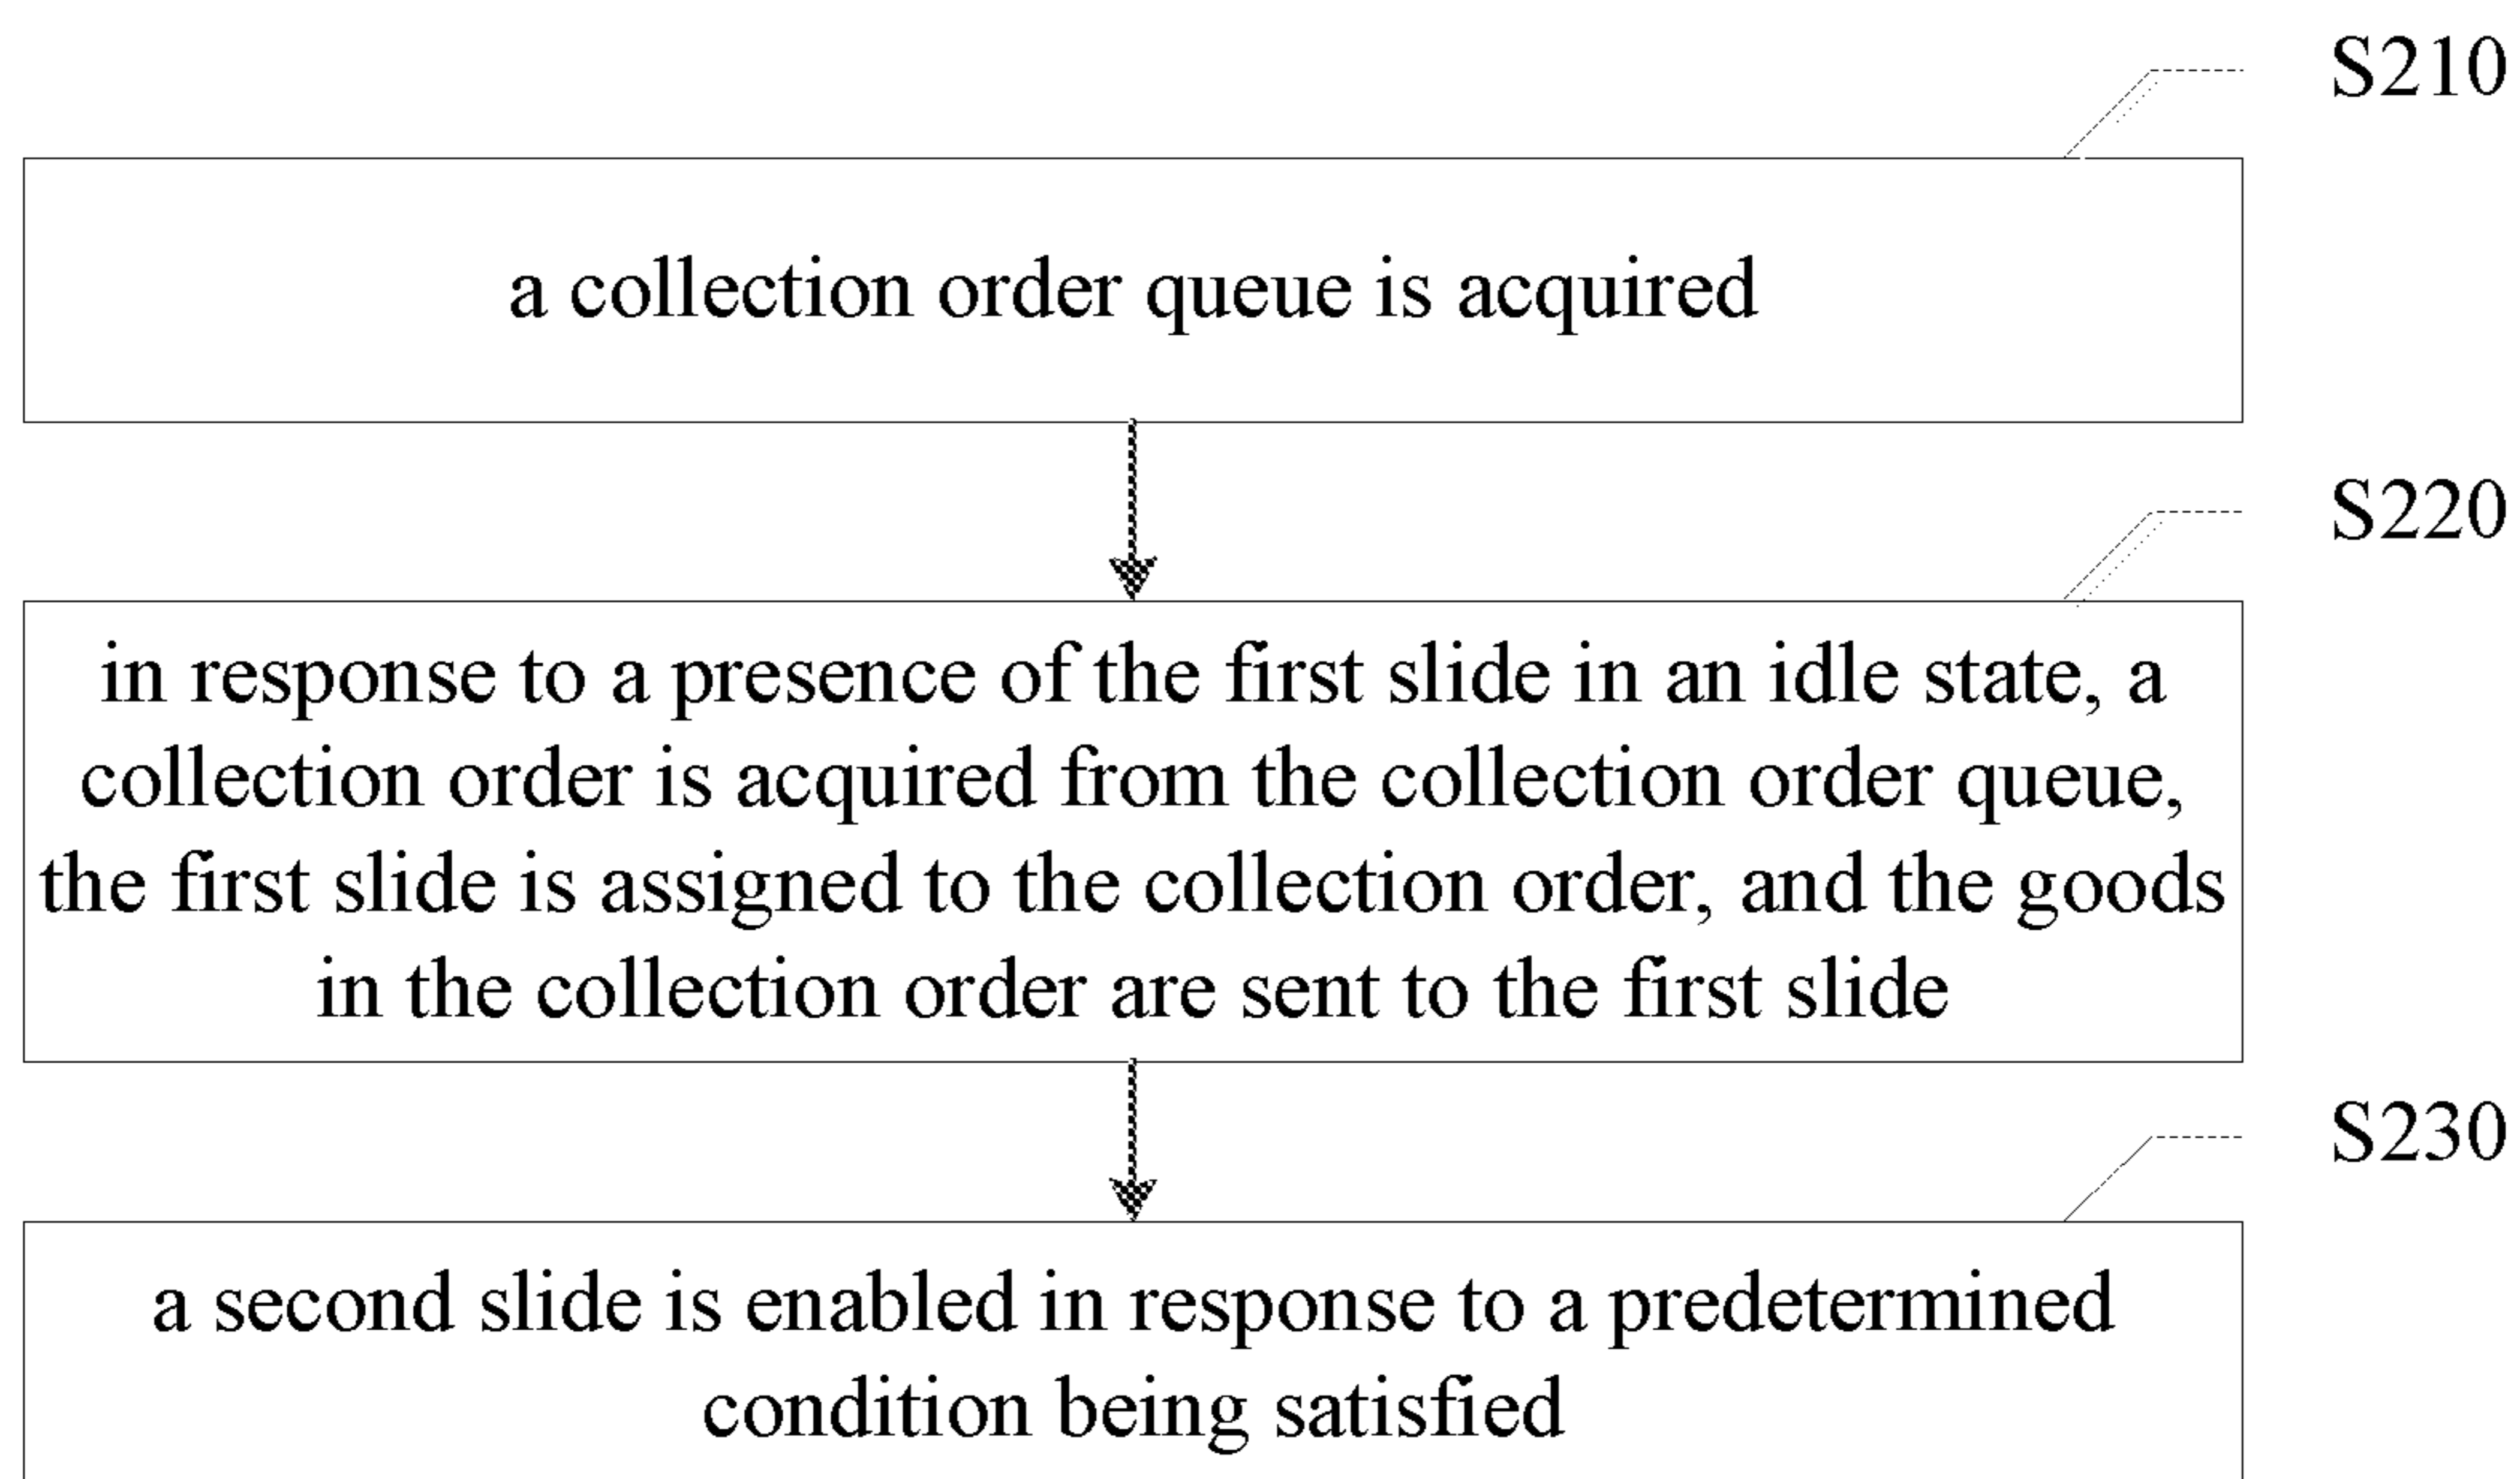 S210
a collection order queue is acquired
S220
in response to a presence of the first slide in an idle state, a
collection order is acquired from the collection order queue,
the first slide is assigned to the collection order, and the goods
in the collection order are sent to the first slide
S230
a second slide is enabled in response to a predetermined
condition being satisfied